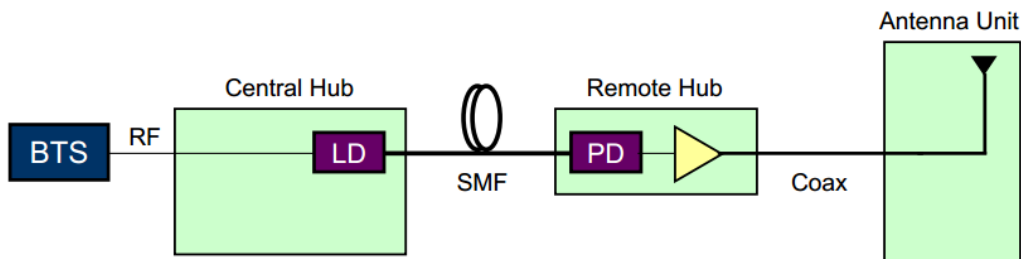 Antenna Unit
Central Hub
Remote Hub
BTS
RF
LD
SMF
PD
Coax